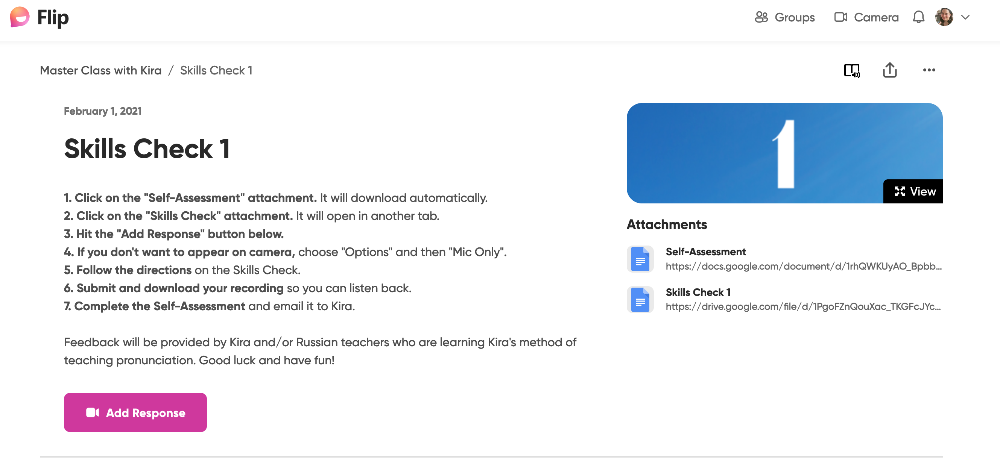 Flip
Groups
Camera
Master Class with Kira / Skills Check 1
February 1, 2021
Skills Check 1
1. Click on the "Self-Assessment" attachment. It will download automatically.
2. Click on the "Skills Check" attachment. It will open in another tab.
3. Hit the "Add Response" button below.
4. If you don't want to appear on camera, choose "Options" and then "Mic Only".
5. Follow the directions on the Skills Check.
6. Submit and download your recording so you can listen back.
7. Complete the Self-Assessment and email it to Kira.
Feedback will be provided by Kira and/or Russian teachers who are learning Kira's method of
teaching pronunciation. Good luck and have fun!
Add Response
1
View
Attachments
Self-Assessment
https://docs.google.com/document/d/1rhQWKUyAO_Bpbb...
Skills Check 1
https://drive.google.com/file/d/1PgoFZnQouXac_TKGFcJYc...